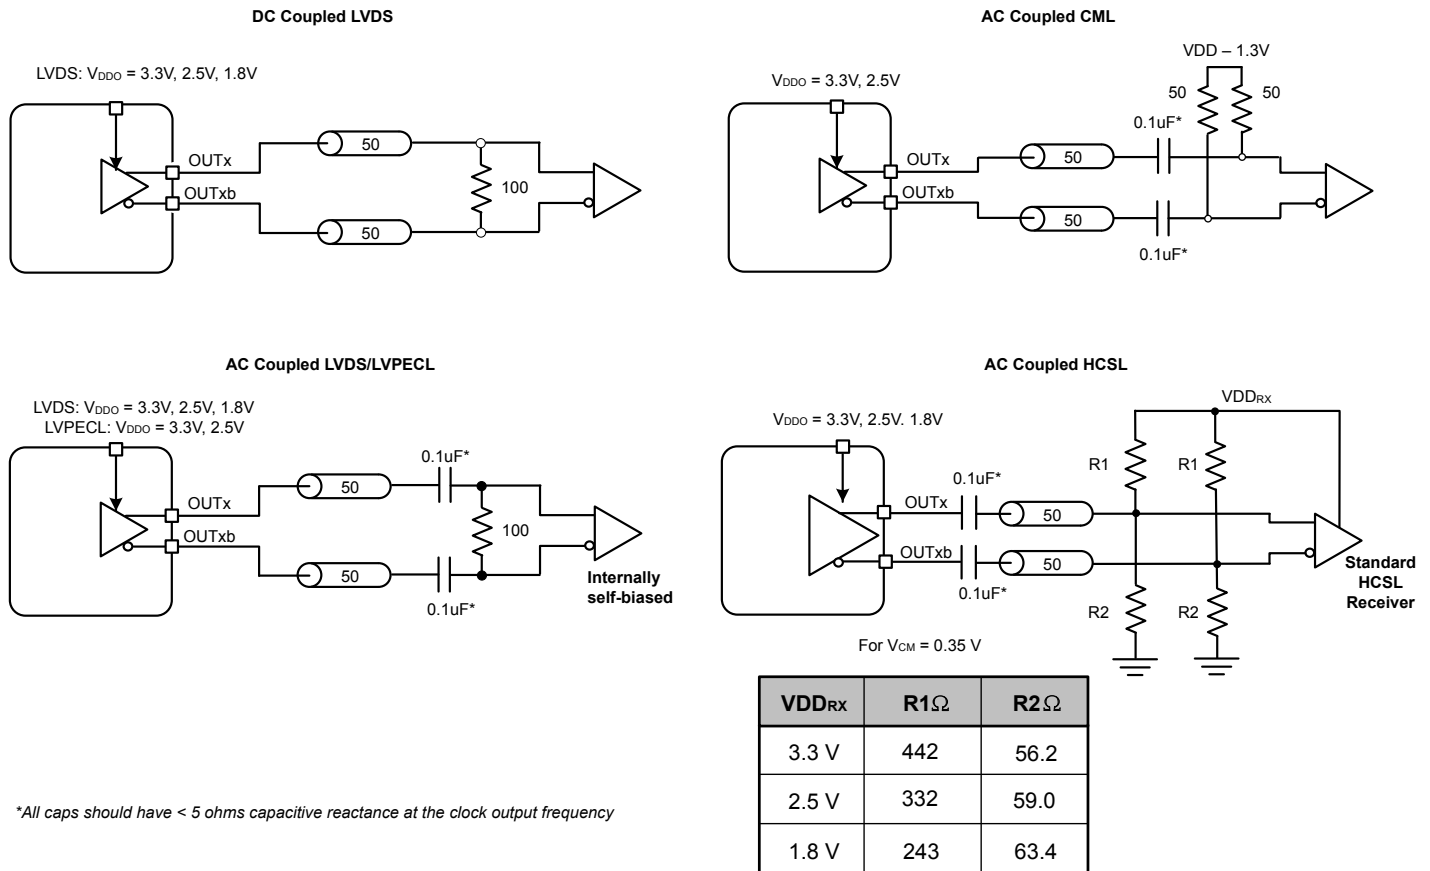 DC Coupled LVDS
LVDS: VDDO = 3.3V, 2.5V, 1.8V
OUTx
OUTxb
50
50
100
AC Coupled CML
VDD – 1.3V
VDDO = 3.3V, 2.5V
50
50
0.1uF*
OUTx
OUTxb
50
50
0.1uF*
AC Coupled LVDS/LVPECL
LVDS: VDDO = 3.3V, 2.5V, 1.8V
LVPECL: VDDO = 3.3V, 2.5V
0.1uF*
OUTx
OUTxb
50
50
100
0.1uF*
Internally
self-biased
AC Coupled HCSL
VDDRX
VDDO = 3.3V, 2.5V. 1.8V
R1
R1
0.1uF*
OUTx
OUTxb
50
50
0.1uF*
R2
R2
Standard
HCSL
Receiver
For VCM = 0.35 V
VDDRX R1Ω R2Ω
3.3 V 442 56.2
2.5 V 332 59.0
1.8 V 243 63.4
*All caps should have < 5 ohms capacitive reactance at the clock output frequency